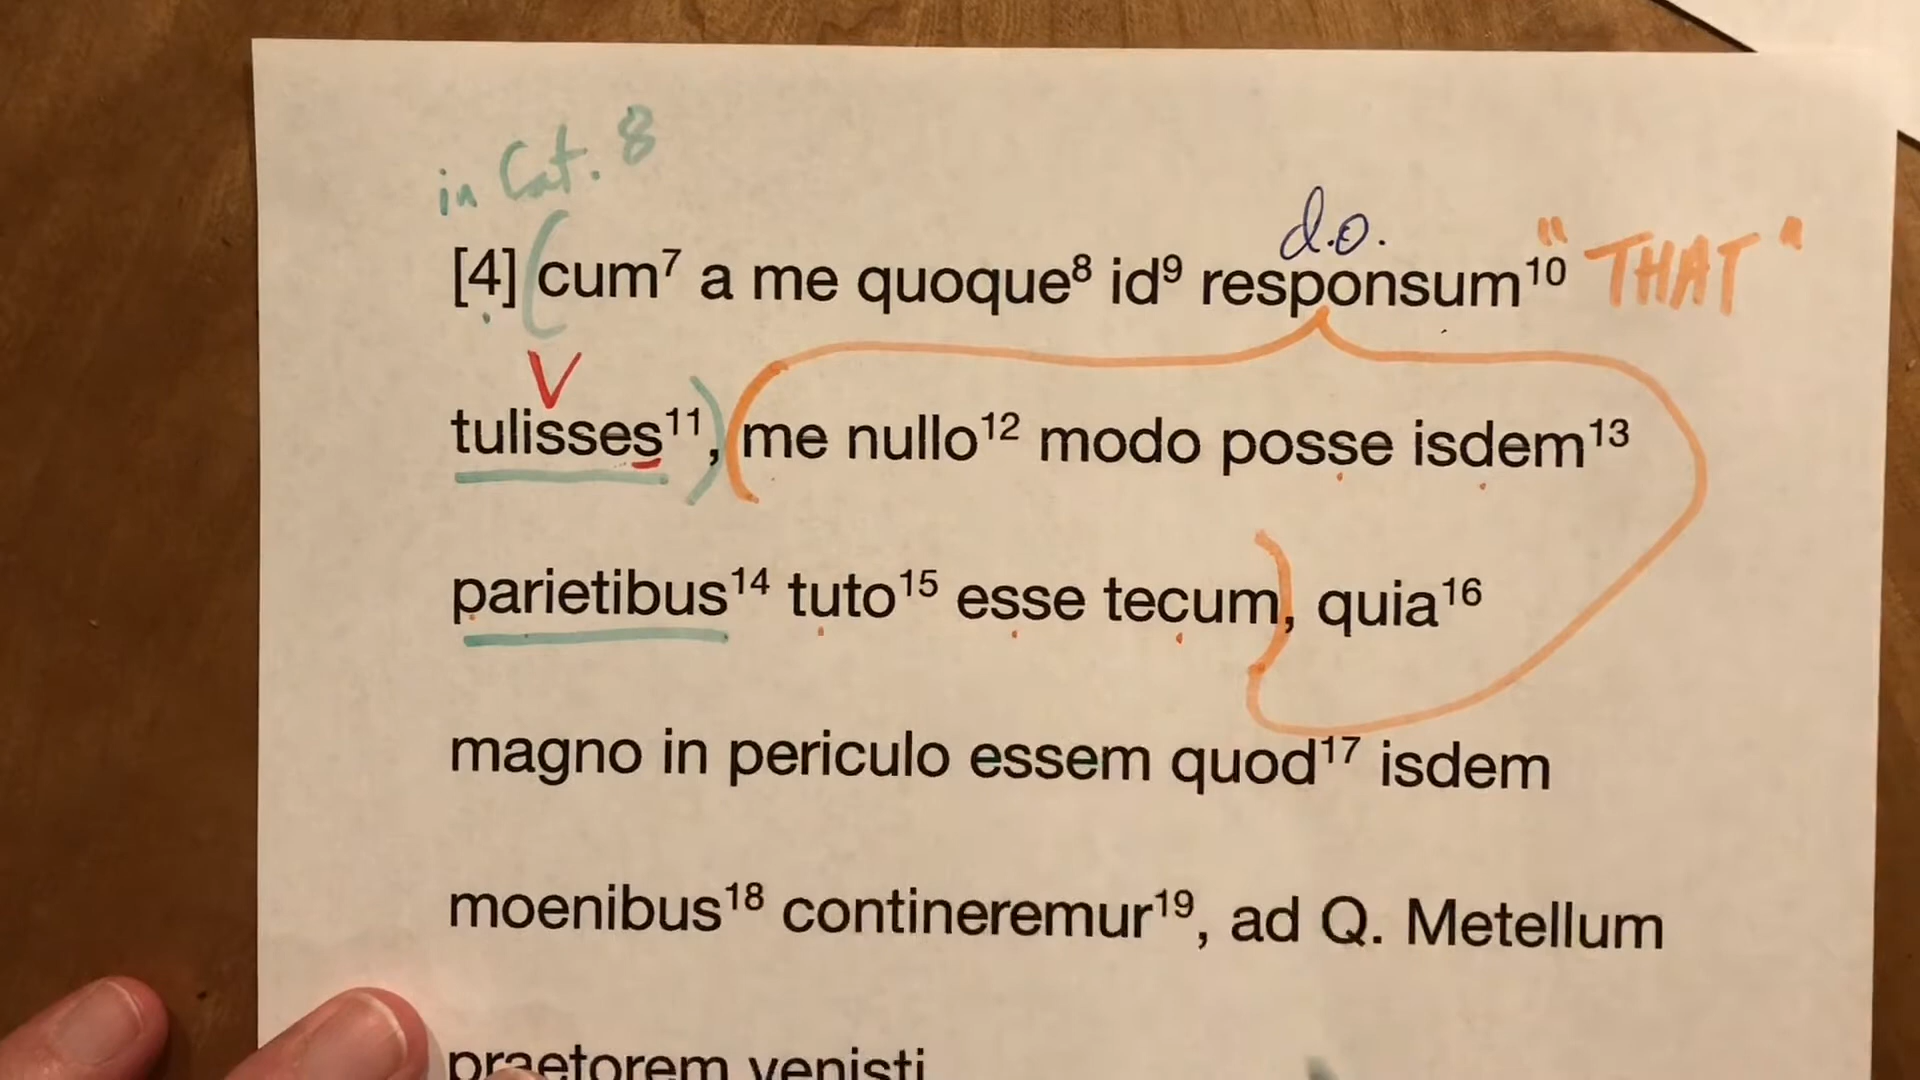 in Cat. 8
d.o.
[4] cum⁷ a me quoque⁸ id⁹ responsum¹⁰ "THAT"
V
tulisses¹¹, me nullo¹² modo posse isdem¹³
parietibus¹⁴ tuto¹⁵ esse tecum, quia¹⁶
magno in periculo essem quod¹⁷ isdem
moenibus¹⁸ contineremur¹⁹, ad Q. Metellum
praetorem venisti